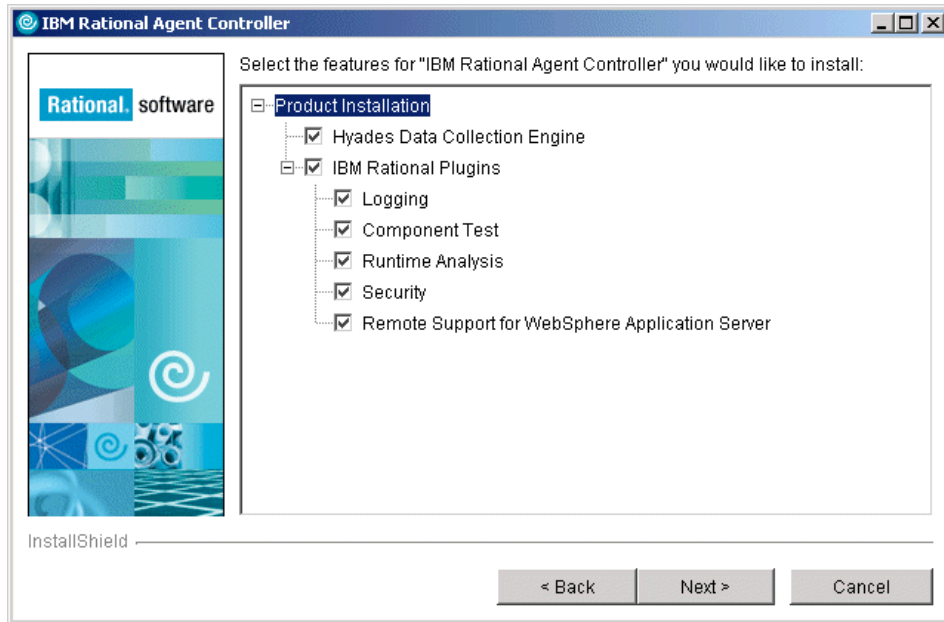 IBM Rational Agent Controller
Select the features for "IBM Rational Agent Controller" you would like to install:
Rational. software
Product Installation
Hyades Data Collection Engine
IBM Rational Plugins
Logging
Component Test
Runtime Analysis
Security
Remote Support for WebSphere Application Server
InstallShield
< Back
Next >
Cancel